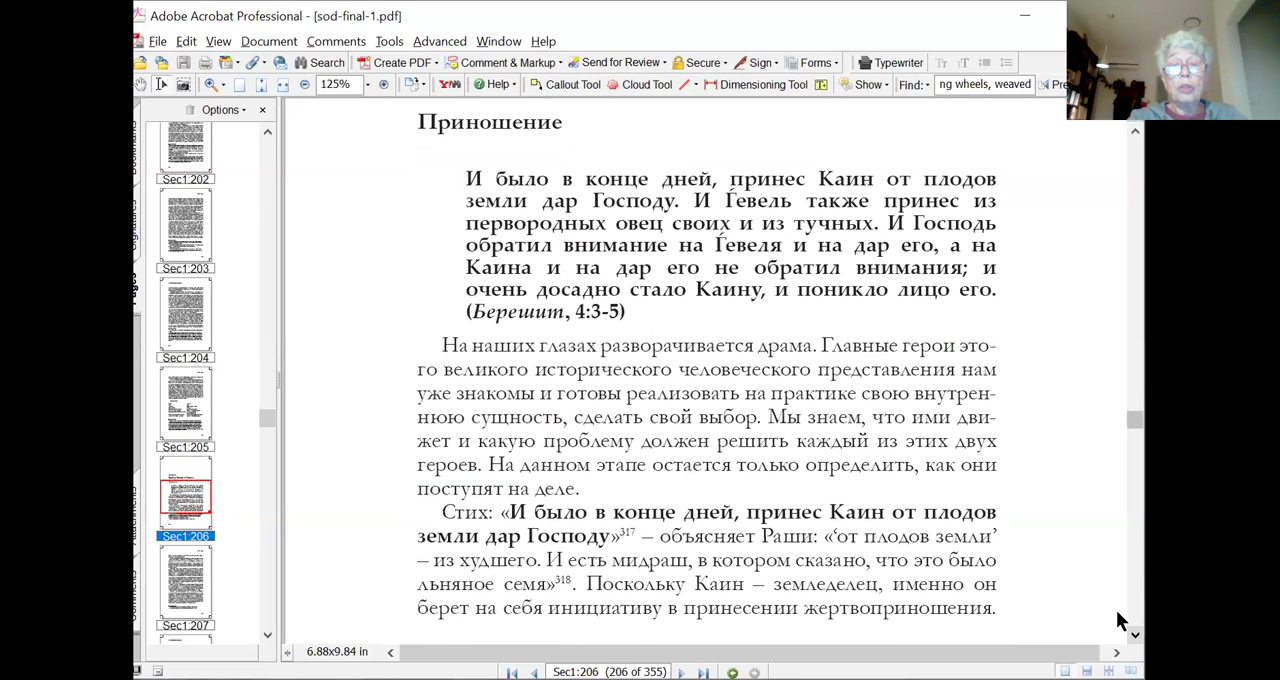 Adobe Acrobat Professional - [sod-final-1.pdf]
File Edit View Document Comments Tools Advanced Window Help
Search Create PDF Comment & Markup Send for Review Secure Sign Forms Typewriter
125% Help Callout Tool Cloud Tool Dimensioning Tool Show Find: ng wheels, weaved
Options
Sec1:202
Sec1:203
Sec1:204
Sec1:205
Sec1:206
Sec1:207
Приношение
И было в конце дней, принес Каин от плодов
земли дар Господу. И Ѓевель также принес из
первородных овец своих и из тучных. И Господь
обратил внимание на Ѓевеля и на дар его, а на
Каина и на дар его не обратил внимания; и
очень досадно стало Каину, и поникло лицо его.
(Берешит, 4:3-5)
На наших глазах разворачивается драма. Главные герои это-
го великого исторического человеческого представления нам
уже знакомы и готовы реализовать на практике свою внутрен-
нюю сущность, сделать свой выбор. Мы знаем, что ими дви-
жет и какую проблему должен решить каждый из этих двух
героев. На данном этапе остается только определить, как они
поступят на деле.
Стих: «И было в конце дней, принес Каин от плодов
земли дар Господу»317 – объясняет Раши: «‘от плодов земли’
– из худшего. И есть мидраш, в котором сказано, что это было
льняное семя»318. Поскольку Каин – земледелец, именно он
берет на себя инициативу в принесении жертвоприношения.
6.88x9.84 in
Sec1:206 (206 of 355)